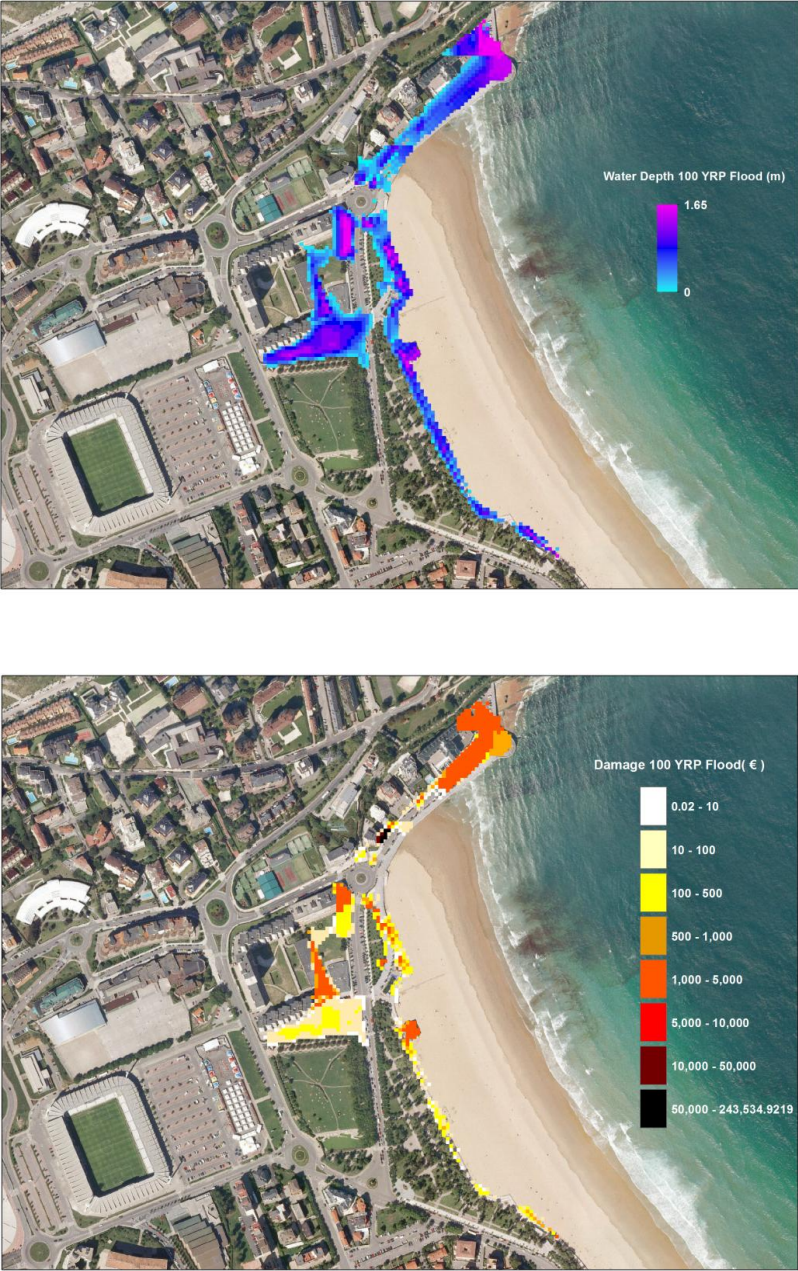 Water Depth 100 YRP Flood (m)
1.65
0
Damage 100 YRP Flood( € )
0.02 - 10
10 - 100
100 - 500
500 - 1,000
1,000 - 5,000
5,000 - 10,000
10,000 - 50,000
50,000 - 243,534.9219